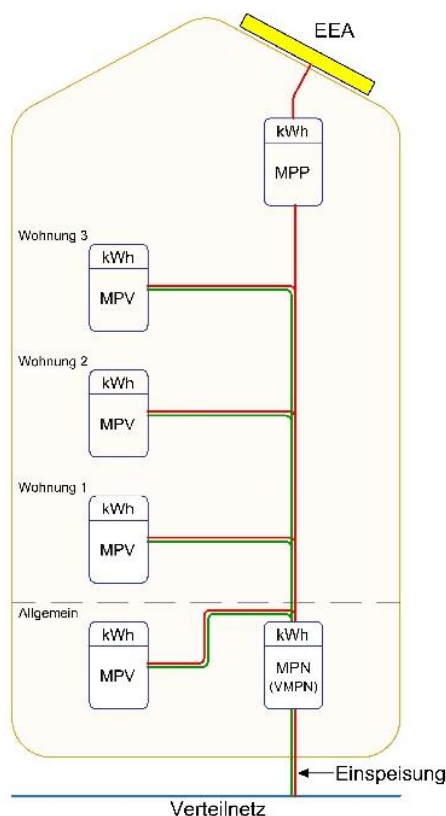 EEA
kWh
MPP
Wohnung 3
kWh
MPV
Wohnung 2
kWh
MPV
Wohnung 1
kWh
MPV
Allgemein
kWh
MPV
kWh
MPN
(VMPN)
Einspeisung
Verteilnetz